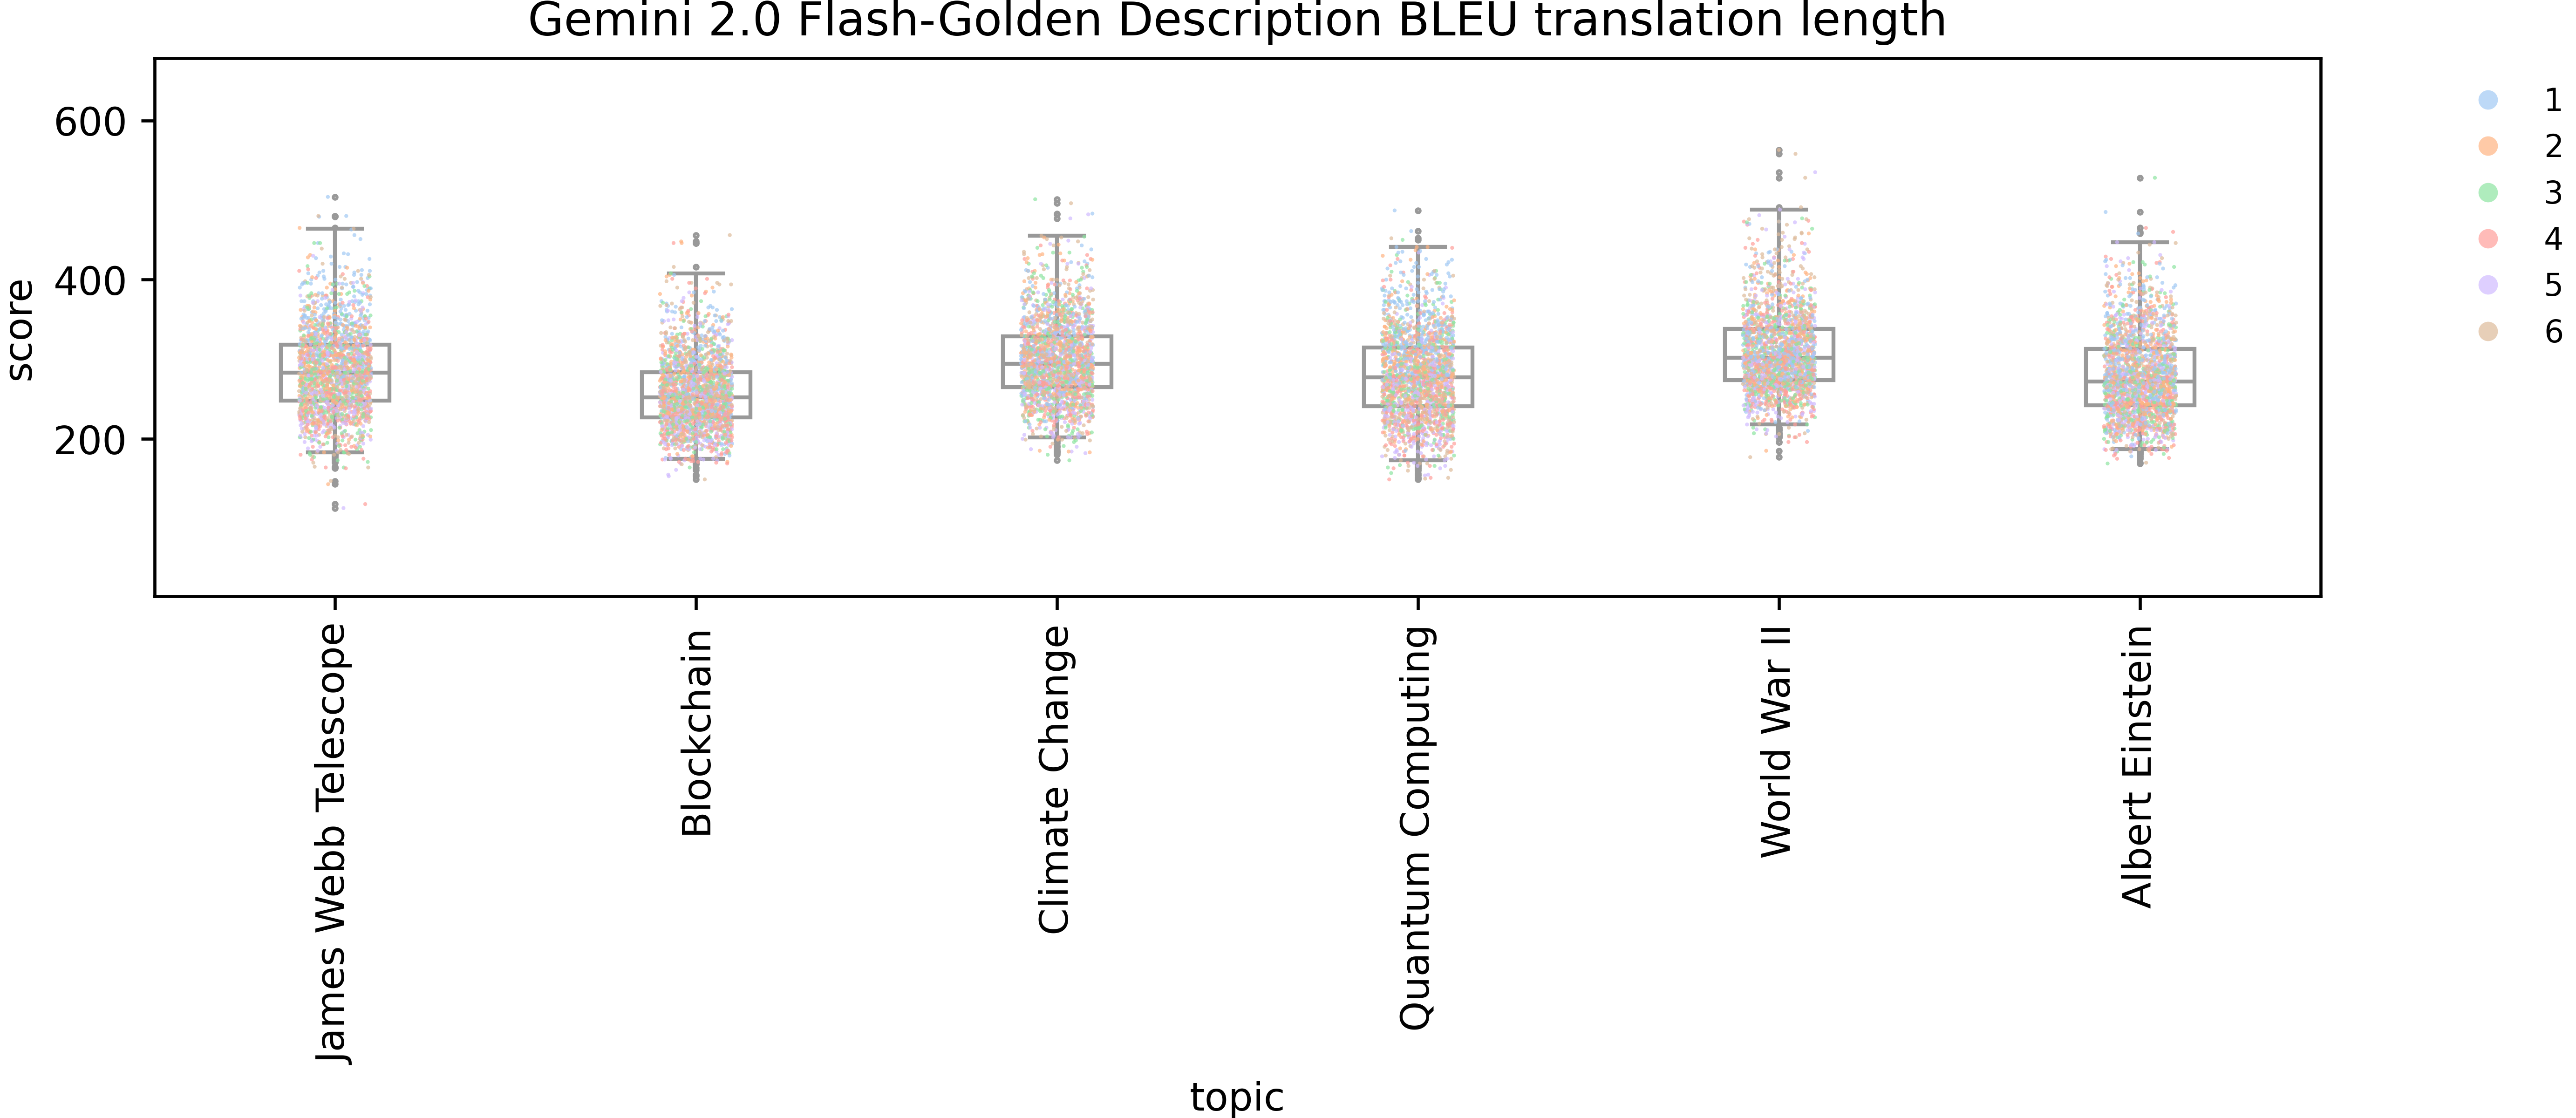 Gemini 2.0 Flash-Golden Description BLEU translation length
score
600
400
200
James Webb Telescope
Blockchain
Climate Change
Quantum Computing
World War II
Albert Einstein
topic
1
2
3
4
5
6